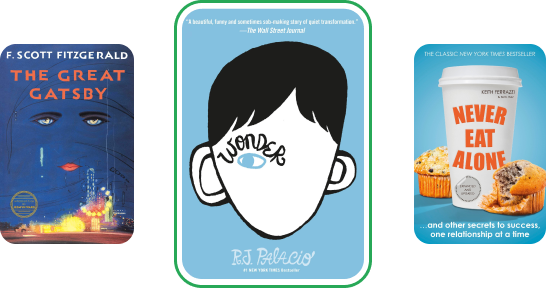 F. SCOTT FITZGERALD
THE GREAT
GATSBY
"A beautiful, funny and sometimes sob-making story of quiet transformation."
—The Wall Street Journal
WONDER
R.J. PALACIO
#1 NEW YORK TIMES Bestseller
THE CLASSIC NEW YORK TIMES BESTSELLER
KEITH FERRAZZI
NEVER
EAT
ALONE
...and other secrets to success,
one relationship at a time